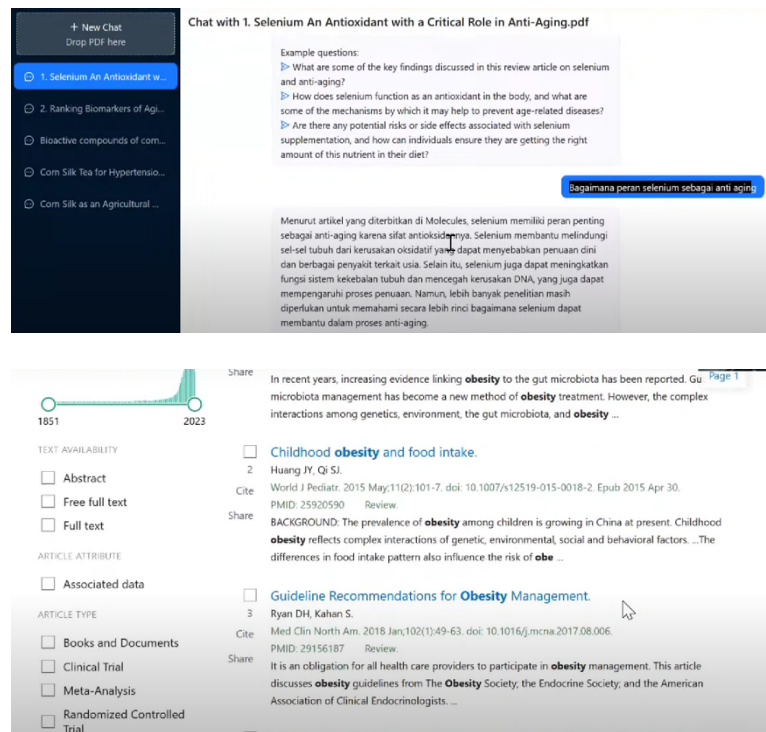 + New Chat
Drop PDF here
1. Selenium An Antioxidant w...
2. Ranking Biomarkers of Agi...
Bioactive compounds of corn...
Corn Silk Tea for Hypertensio...
Corn Silk as an Agricultural ...
Chat with 1. Selenium An Antioxidant with a Critical Role in Anti-Aging.pdf
Example questions:
What are some of the key findings discussed in this review article on selenium
and anti-aging?
How does selenium function as an antioxidant in the body, and what are
some of the mechanisms by which it may help to prevent age-related diseases?
Are there any potential risks or side effects associated with selenium
supplementation, and how can individuals ensure they are getting the right
amount of this nutrient in their diet?
Bagaimana peran selenium sebagai anti aging
Menurut artikel yang diterbitkan di Molecules, selenium memiliki peran penting
sebagai anti-aging karena sifat antioksidannya. Selenium membantu melindungi
sel-sel tubuh dari kerusakan oksidatif yang dapat menyebabkan penuaan dini
dan berbagai penyakit terkait usia. Selain itu, selenium juga dapat meningkatkan
fungsi sistem kekebalan tubuh dan mencegah kerusakan DNA, yang juga dapat
mempengaruhi proses penuaan. Namun, lebih banyak penelitian masih
diperlukan untuk memahami secara lebih rinci bagaimana selenium dapat
membantu dalam proses anti-aging.
1851 2023
TEXT AVAILABILITY
Abstract
Free full text
Full text
ARTICLE ATTRIBUTE
Associated data
ARTICLE TYPE
Books and Documents
Clinical Trial
Meta-Analysis
Randomized Controlled
Trial
Share
Page 1
In recent years, increasing evidence linking obesity to the gut microbiota has been reported. Gu
microbiota management has become a new method of obesity treatment. However, the complex
interactions among genetics, environment, the gut microbiota, and obesity ...
Childhood obesity and food intake.
2
Huang JY, Qi SJ.
Cite
World J Pediatr. 2015 May;11(2):101-7. doi: 10.1007/s12519-015-0018-2. Epub 2015 Apr 30.
PMID: 25920590 Review.
Share
BACKGROUND: The prevalence of obesity among children is growing in China at present. Childhood
obesity reflects complex interactions of genetic, environmental, social and behavioral factors. ...The
differences in food intake pattern also influence the risk of obe ...
Guideline Recommendations for Obesity Management.
3
Ryan DH, Kahan S.
Cite
Med Clin North Am. 2018 Jan;102(1):49-63. doi: 10.1016/j.mcna.2017.08.006.
PMID: 29156187 Review.
Share
It is an obligation for all health care providers to participate in obesity management. This article
discusses obesity guidelines from The Obesity Society, the Endocrine Society, and the American
Association of Clinical Endocrinologists. ...